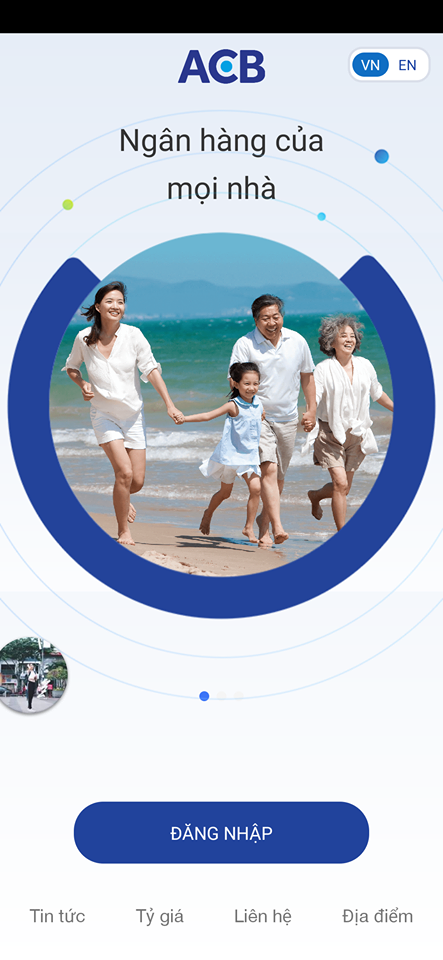 ACB
VN EN
Ngân hàng của
mọi nhà
ĐĂNG NHẬP
Tin tức Tỷ giá Liên hệ Địa điểm